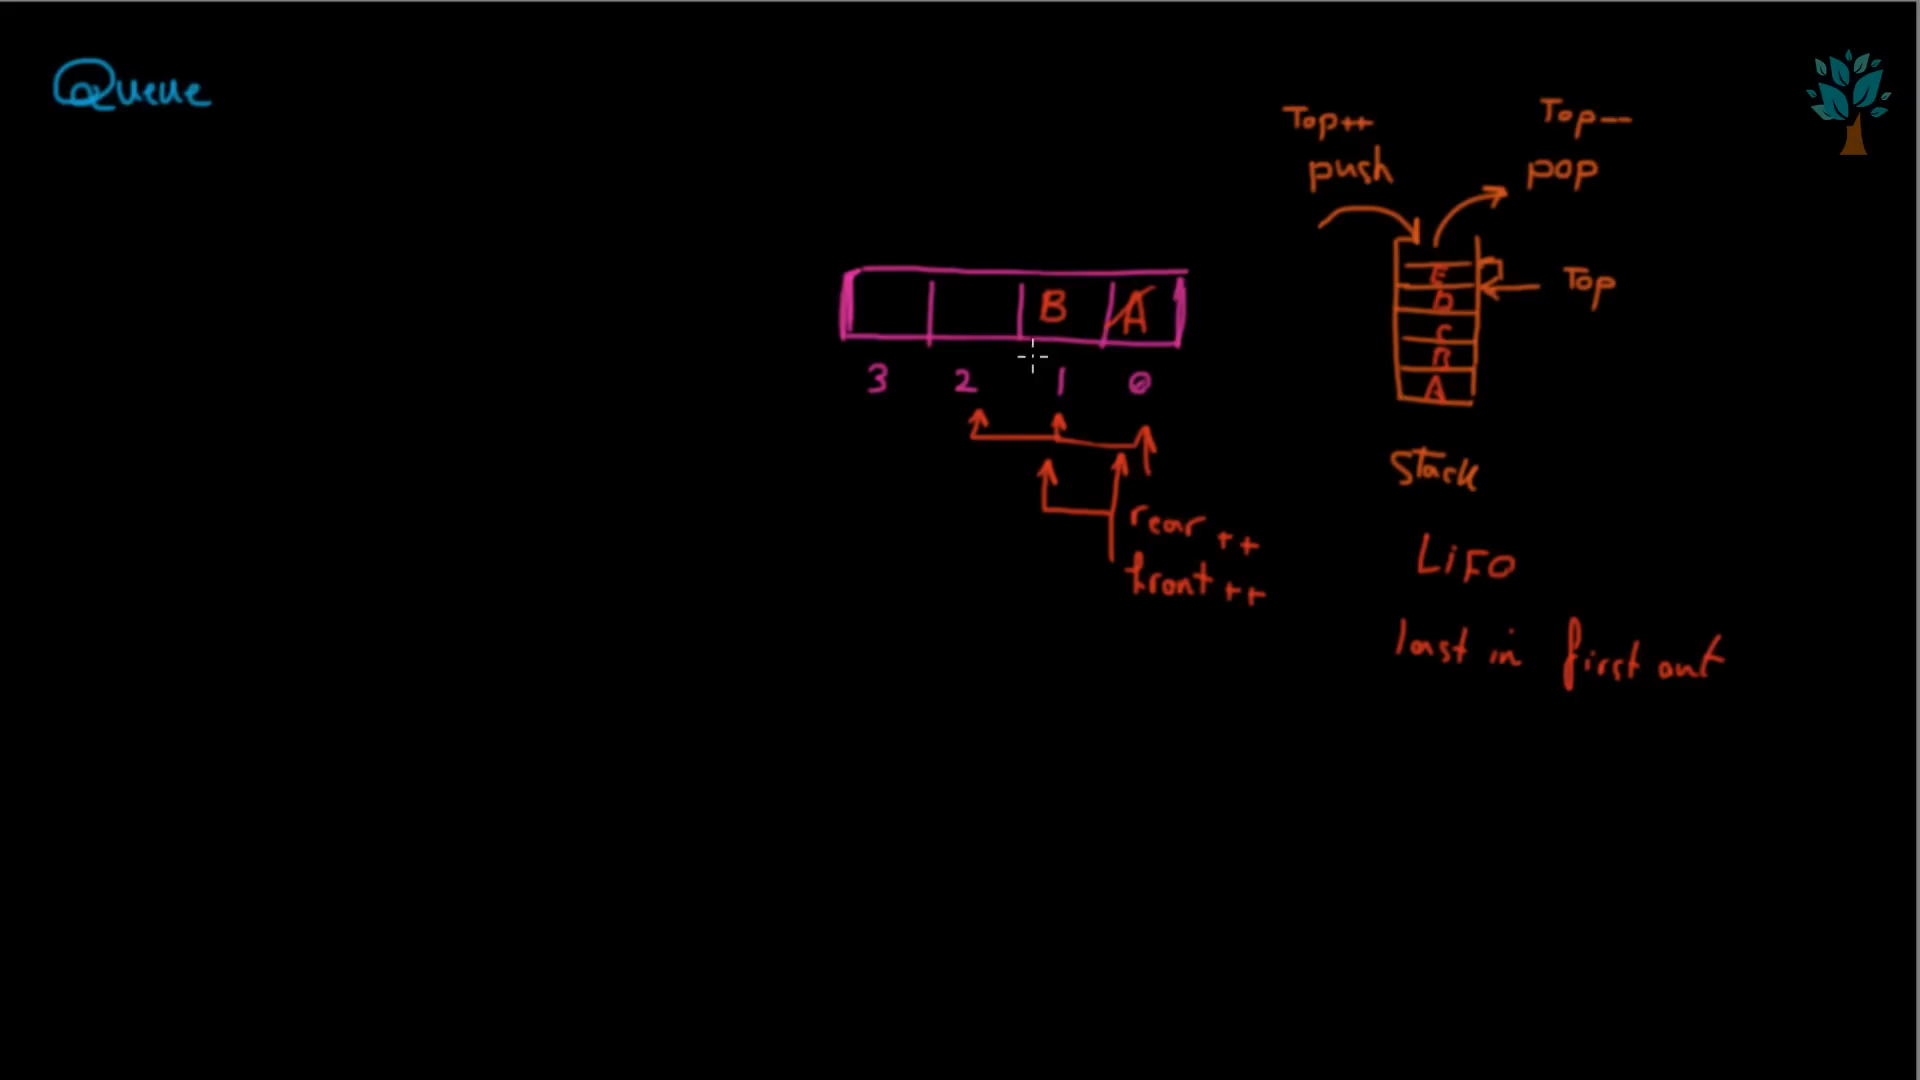 Queue
B A
3 2 1 0
rear ++
front ++
Top++
push
Top--
pop
Top
E
D
C
B
A
Stack
LiFO
last in first out